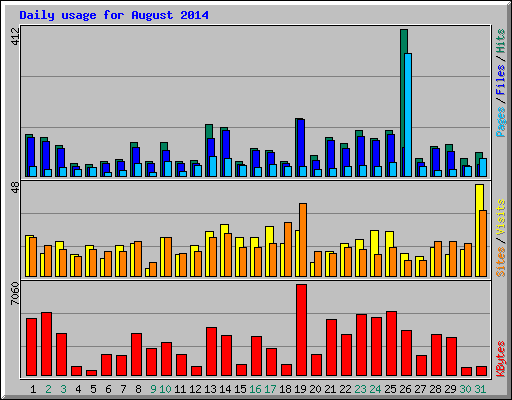 Daily usage for August 2014
412
Pages / Files / Hits
48
Sites / Visits
7060
KBytes
1 2 3 4 5 6 7 8 9 10 11 12 13 14 15 16 17 18 19 20 21 22 23 24 25 26 27 28 29 30 31